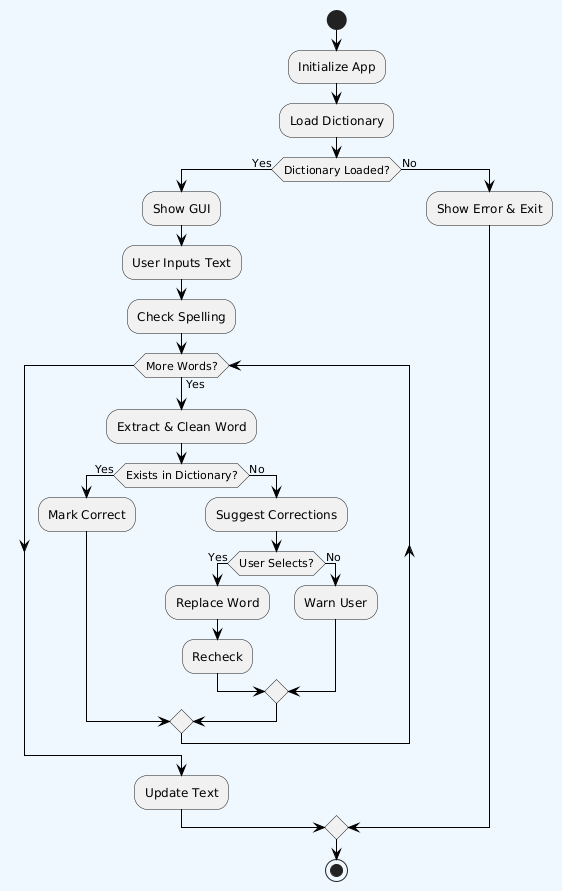 Initialize App
Load Dictionary
Dictionary Loaded?
Yes
No
Show GUI
Show Error & Exit
User Inputs Text
Check Spelling
More Words?
Yes
Extract & Clean Word
Exists in Dictionary?
Yes
No
Mark Correct
Suggest Corrections
User Selects?
Yes
No
Replace Word
Warn User
Recheck
Update Text